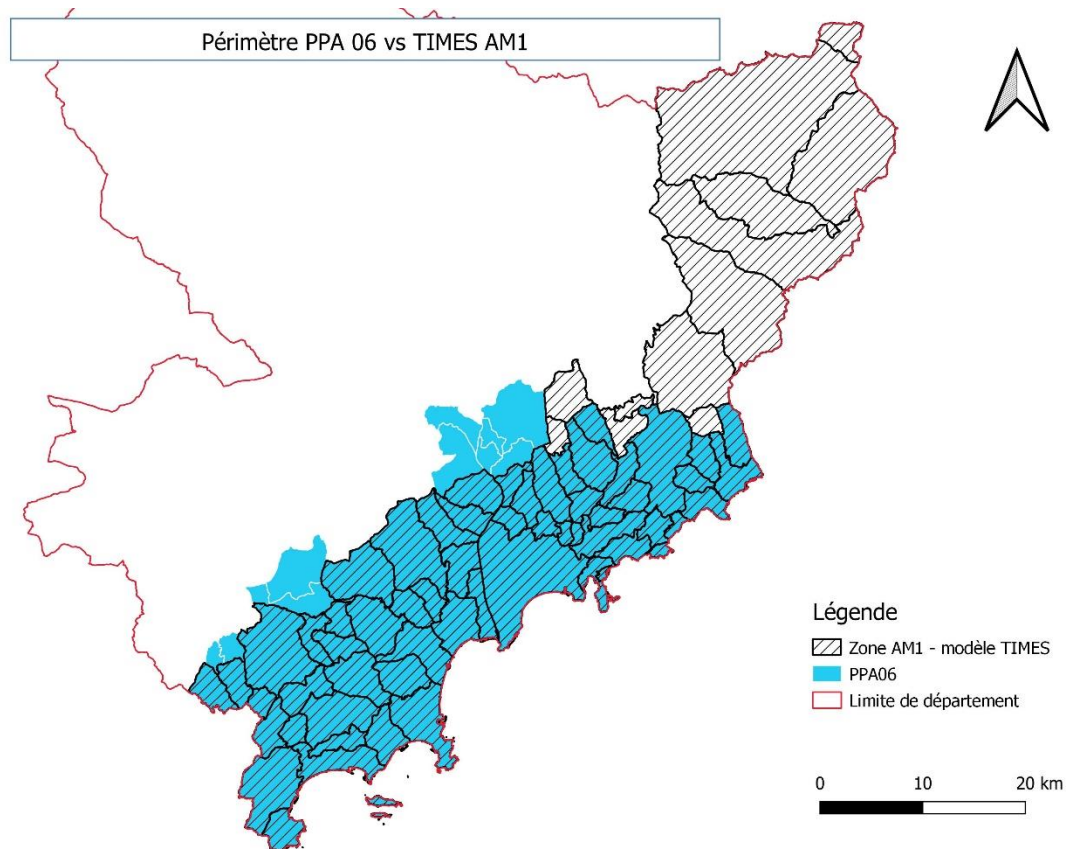 Périmètre PPA 06 vs TIMES AM1
Légende
Zone AM1 - modèle TIMES
PPA06
Limite de département
0 10 20 km